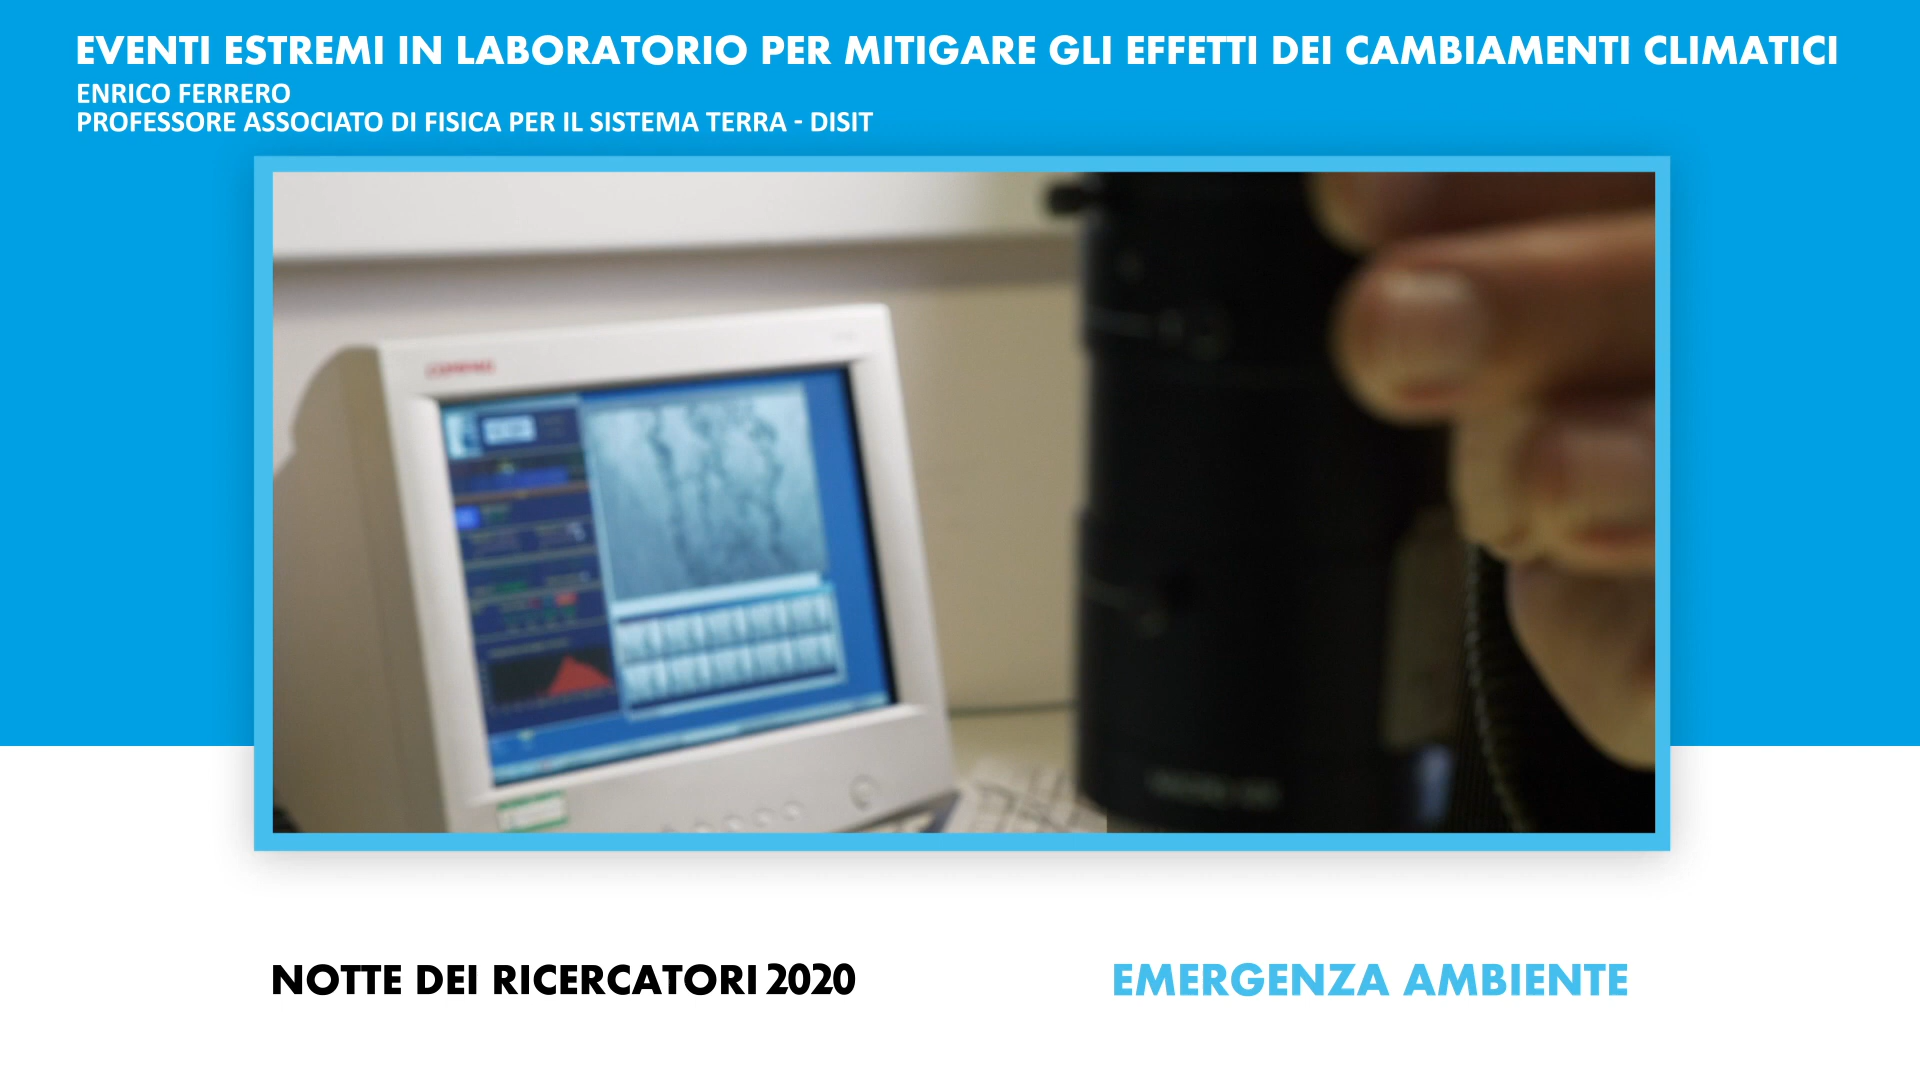 EVENTI ESTREMI IN LABORATORIO PER MITIGARE GLI EFFETTI DEI CAMBIAMENTI CLIMATICI
ENRICO FERRERO
PROFESSORE ASSOCIATO DI FISICA PER IL SISTEMA TERRA - DISIT
COMPAQ
NOTTE DEI RICERCATORI 2020
EMERGENZA AMBIENTE